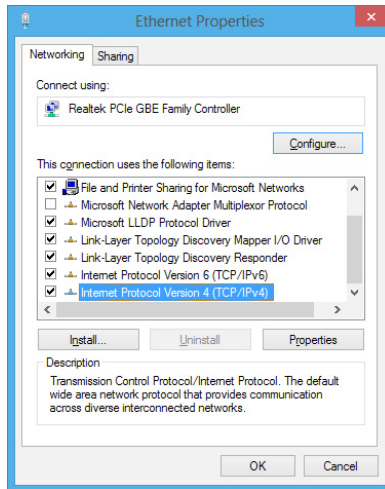 Ethernet Properties
Networking
Sharing
Connect using:
Realtek PCIe GBE Family Controller
Configure...
This connection uses the following items:
File and Printer Sharing for Microsoft Networks
Microsoft Network Adapter Multiplexor Protocol
Microsoft LLDP Protocol Driver
Link-Layer Topology Discovery Mapper I/O Driver
Link-Layer Topology Discovery Responder
Internet Protocol Version 6 (TCP/IPv6)
Internet Protocol Version 4 (TCP/IPv4)
Install...
Uninstall
Properties
Description
Transmission Control Protocol/Internet Protocol. The default
wide area network protocol that provides communication
across diverse interconnected networks.
OK
Cancel